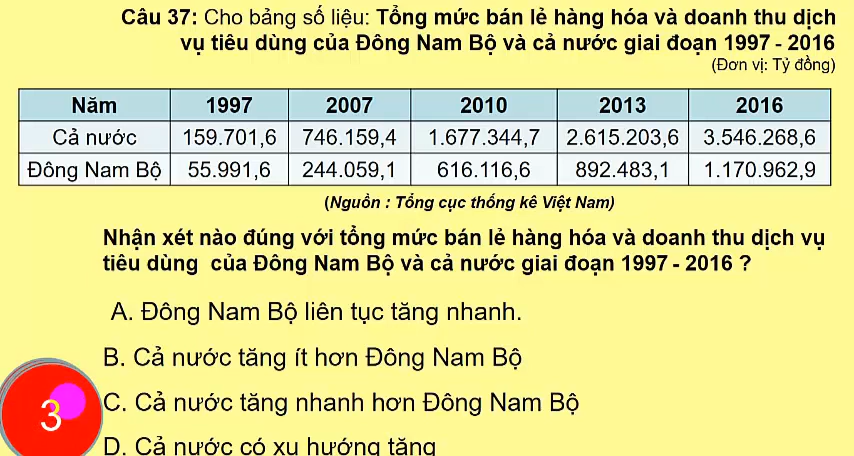 Câu 37: Cho bảng số liệu: Tổng mức bán lẻ hàng hóa và doanh thu dịch
vụ tiêu dùng của Đông Nam Bộ và cả nước giai đoạn 1997 - 2016
(Đơn vị: Tỷ đồng)
Năm 1997 2007 2010 2013 2016
Cả nước 159.701,6 746.159,4 1.677.344,7 2.615.203,6 3.546.268,6
Đông Nam Bộ 55.991,6 244.059,1 616.116,6 892.483,1 1.170.962,9
(Nguồn : Tổng cục thống kê Việt Nam)
Nhận xét nào đúng với tổng mức bán lẻ hàng hóa và doanh thu dịch vụ
tiêu dùng của Đông Nam Bộ và cả nước giai đoạn 1997 - 2016 ?
A. Đông Nam Bộ liên tục tăng nhanh.
B. Cả nước tăng ít hơn Đông Nam Bộ
3
C. Cả nước tăng nhanh hơn Đông Nam Bộ
D. Cả nước có xu hướng tăng